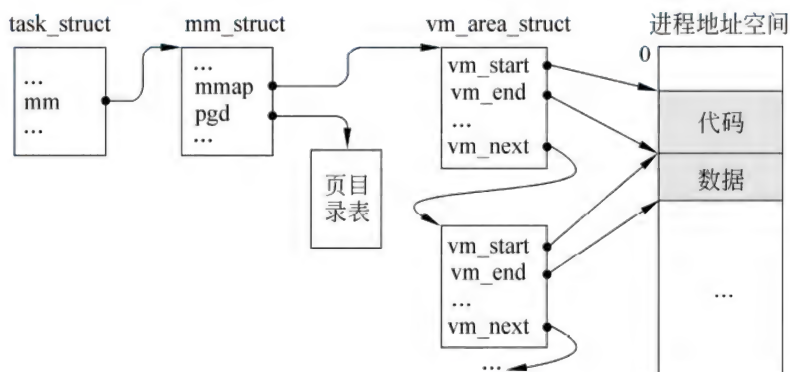 task_struct
...
mm
...
mm_struct
...
mmap
pgd
...
页目
录表
vm_area_struct
vm_start
vm_end
...
vm_next
vm_start
vm_end
...
vm_next
...
进程地址空间
0
代码
数据
...